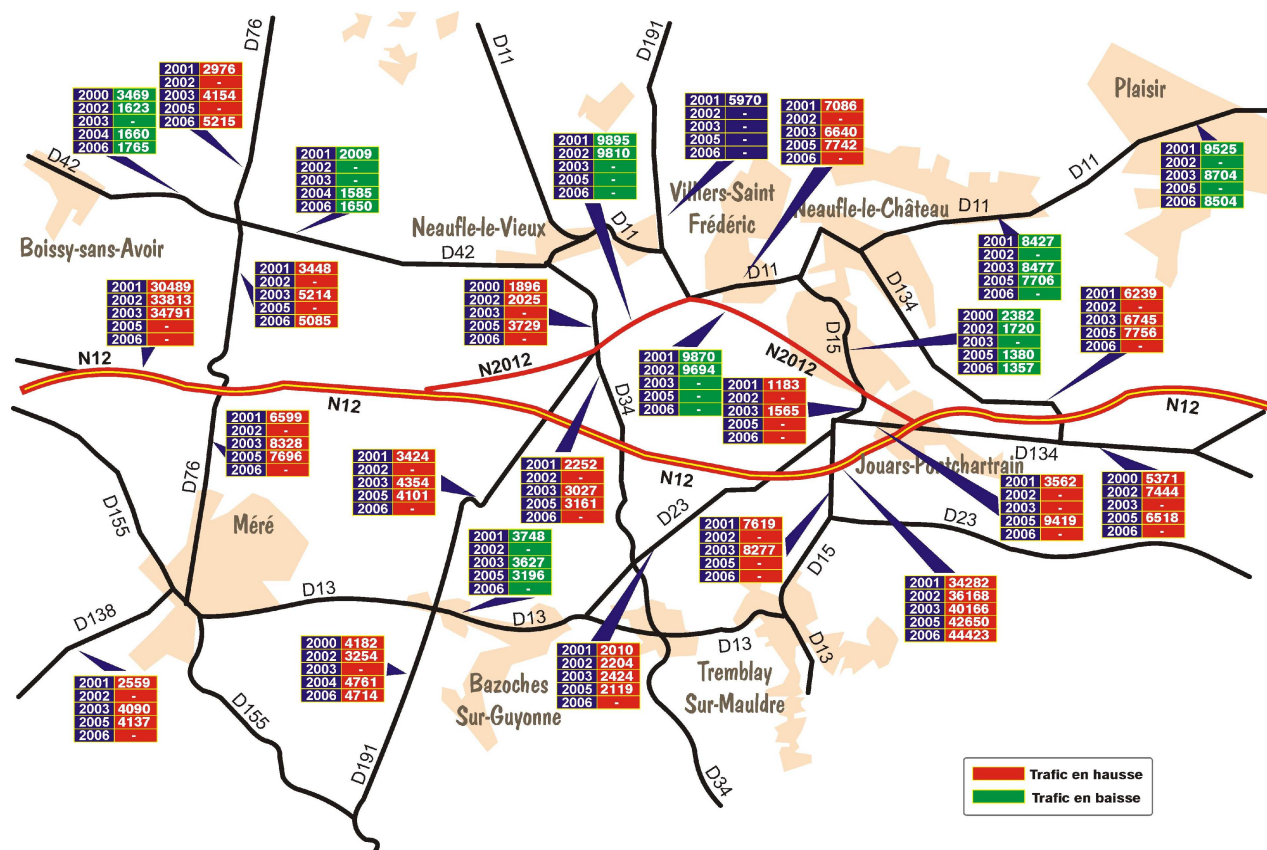 D76
D11
D191
Plaisir
2001 2976
2002 -
2003 4154
2005 -
2006 5215
2000 3469
2002 1623
2003 -
2004 1660
2006 1765
D42
2001 2009
2002 -
2003 -
2005 1585
2006 1650
2001 9895
2002 9810
2003 -
2005 -
2006 -
2001 5970
2002 -
2003 -
2005 -
2006 -
2001 7086
2002 -
2003 6640
2005 7742
2006 -
D11
2001 9525
2002 -
2003 8704
2005 -
2006 8504
Boissy-sans-Avoir
Neaufle-le-Vieux
D11
D42
Villiers-Saint
Frédéric
Neaufle-le-Château
D11
D11
D134
2001 8427
2002 -
2003 8477
2005 7706
2006 -
2001 3448
2002 -
2003 5214
2005 -
2006 5085
2001 30489
2002 33813
2003 34791
2005 -
2006 -
2000 1896
2002 2025
2003 -
2005 3729
2006 -
2001 6239
2002 -
2003 6745
2005 7756
2006 -
2000 2382
2002 1720
2003 -
2005 1380
2006 1357
D15
N12
N2012
N2012
2001 9870
2002 9694
2003 -
2005 -
2006 -
2001 1183
2002 -
2003 1565
2005 -
2006 -
N12
D34
N12
2001 6599
2002 -
2003 8328
2005 7696
2006 -
D76
2001 3424
2002 -
2003 4354
2005 4101
2006 -
2001 2252
2002 -
2003 3027
2005 3161
2006 -
N12
Jouars-Pontchartrain
D134
2001 3562
2002 -
2003 -
2005 9419
2006 -
2000 5371
2002 7444
2003 -
2005 6518
2006 -
D155
Méré
D23
D23
2001 7619
2002 -
2003 8277
2005 -
2006 -
D15
2001 3748
2002 -
2003 3627
2005 3196
2006 -
2001 34282
2002 36168
2003 40166
2005 42650
2006 44423
D138
D13
D13
D13
D13
2000 4182
2002 3254
2003 -
2004 4761
2006 4714
2001 2010
2002 2204
2003 2424
2005 2119
2006 -
2001 2559
2002 -
2003 4090
2005 4137
2006 -
Bazoches
Sur-Guyonne
Tremblay
Sur-Mauldre
D155
D191
D34
Trafic en hausse
Trafic en baisse